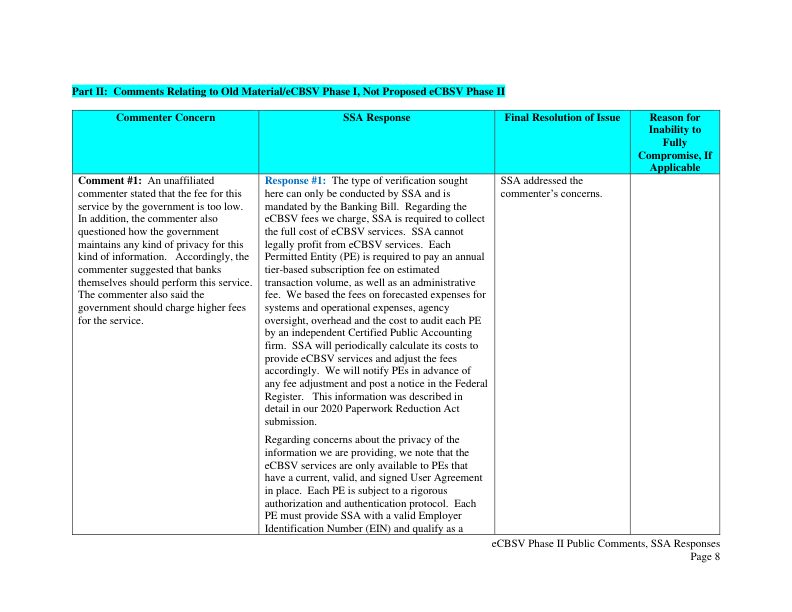 Part II:  Comments Relating to Old Material/eCBSV Phase I, Not Proposed eCBSV Phase II
Commenter Concern
SSA Response
Final Resolution of Issue
Reason for
Inability to
Fully
Compromise, If
Applicable
Comment #1:  An unaffiliated
commenter stated that the fee for this
service by the government is too low.
In addition, the commenter also
questioned how the government
maintains any kind of privacy for this
kind of information.   Accordingly, the
commenter suggested that banks
themselves should perform this service.
The commenter also said the
government should charge higher fees
for the service.
Response #1:  The type of verification sought
here can only be conducted by SSA and is
mandated by the Banking Bill.  Regarding the
eCBSV fees we charge, SSA is required to collect
the full cost of eCBSV services.  SSA cannot
legally profit from eCBSV services.  Each
Permitted Entity (PE) is required to pay an annual
tier-based subscription fee on estimated
transaction volume, as well as an administrative
fee.  We based the fees on forecasted expenses for
systems and operational expenses, agency
oversight, overhead and the cost to audit each PE
by an independent Certified Public Accounting
firm.  SSA will periodically calculate its costs to
provide eCBSV services and adjust the fees
accordingly.  We will notify PEs in advance of
any fee adjustment and post a notice in the Federal
Register.   This information was described in
detail in our 2020 Paperwork Reduction Act
submission.
Regarding concerns about the privacy of the
information we are providing, we note that the
eCBSV services are only available to PEs that
have a current, valid, and signed User Agreement
in place.  Each PE is subject to a rigorous
authorization and authentication protocol.  Each
PE must provide SSA with a valid Employer
Identification Number (EIN) and qualify as a
SSA addressed the
commenter's concerns.
eCBSV Phase II Public Comments, SSA Responses
Page 8